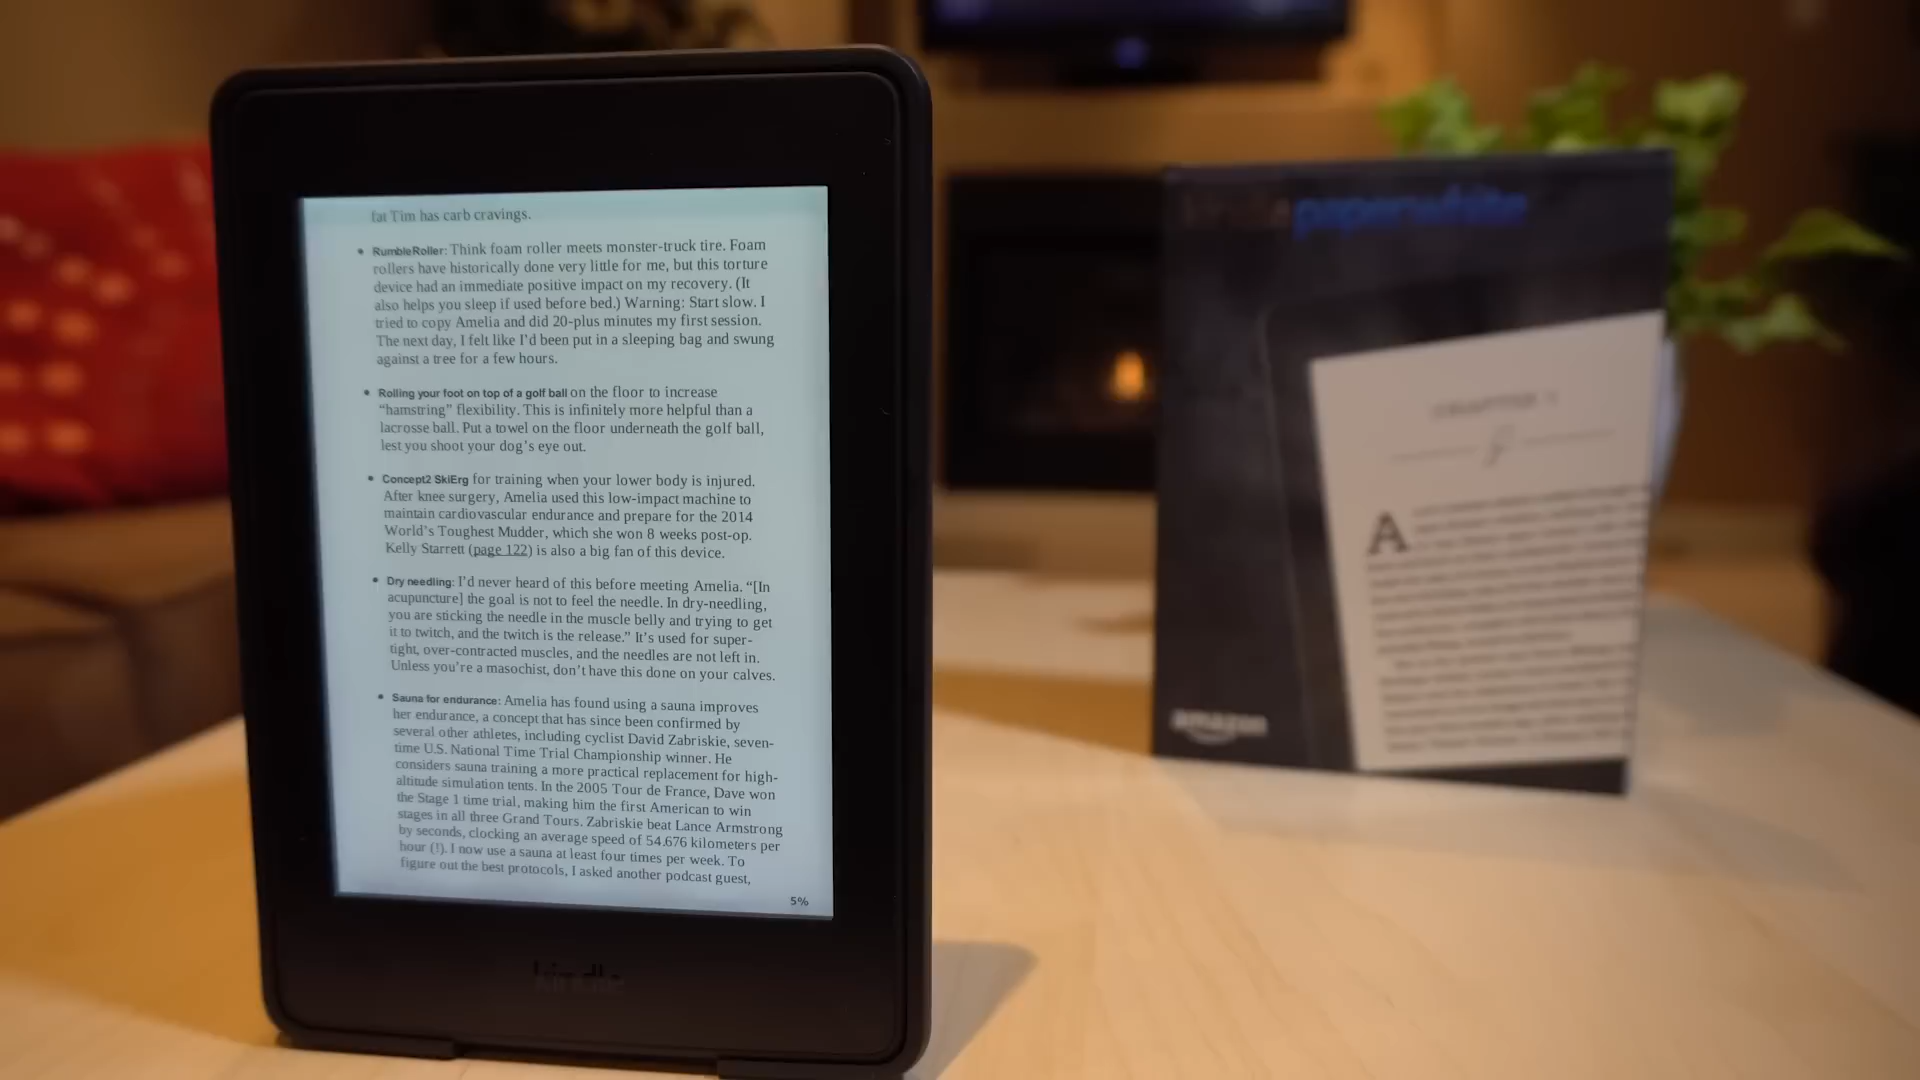 fat Tim has carb cravings.
• RumbleRoller: Think foam roller meets monster-truck tire. Foam
rollers have historically done very little for me, but this torture
device had an immediate positive impact on my recovery. (It
also helps you sleep if used before bed.) Warning: Start slow. I
tried to copy Amelia and did 20-plus minutes my first session.
The next day, I felt like I’d been put in a sleeping bag and swung
against a tree for a few hours.
• Rolling your foot on top of a golf ball on the floor to increase
“hamstring” flexibility. This is infinitely more helpful than a
lacrosse ball. Put a towel on the floor underneath the golf ball,
lest you shoot your dog’s eye out.
• Concept2 SkiErg for training when your lower body is injured.
After knee surgery, Amelia used this low-impact machine to
maintain cardiovascular endurance and prepare for the 2014
World’s Toughest Mudder, which she won 8 weeks post-op.
Kelly Starrett (page 122) is also a big fan of this device.
• Dry needling: I’d never heard of this before meeting Amelia. “[In
acupuncture] the goal is not to feel the needle. In dry-needling,
you are sticking the needle in the muscle belly and trying to get
it to twitch, and the twitch is the release.” It’s used for super-
tight, over-contracted muscles, and the needles are not left in.
Unless you’re a masochist, don’t have this done on your calves.
• Sauna for endurance: Amelia has found using a sauna improves
her endurance, a concept that has since been confirmed by
several other athletes, including cyclist David Zabriskie, seven-
time U.S. National Time Trial Championship winner. He
considers sauna training a more practical replacement for high-
altitude simulation tents. In the 2005 Tour de France, Dave won
the Stage 1 time trial, making him the first American to win
stages in all three Grand Tours. Zabriskie beat Lance Armstrong
by seconds, clocking an average speed of 54.676 kilometers per
hour (!). I now use a sauna at least four times per week. To
figure out the best protocols, I asked another podcast guest,
5%
kindle
kindle paperwhite
A
amazon